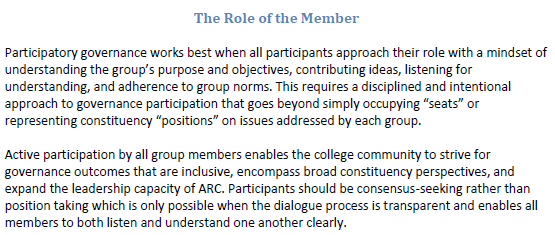 The Role of the Member
Participatory governance works best when all participants approach their role with a mindset of
understanding the group’s purpose and objectives, contributing ideas, listening for
understanding, and adherence to group norms. This requires a disciplined and intentional
approach to governance participation that goes beyond simply occupying “seats” or
representing constituency “positions” on issues addressed by each group.
Active participation by all group members enables the college community to strive for
governance outcomes that are inclusive, encompass broad constituency perspectives, and
expand the leadership capacity of ARC. Participants should be consensus-seeking rather than
position taking which is only possible when the dialogue process is transparent and enables all
members to both listen and understand one another clearly.